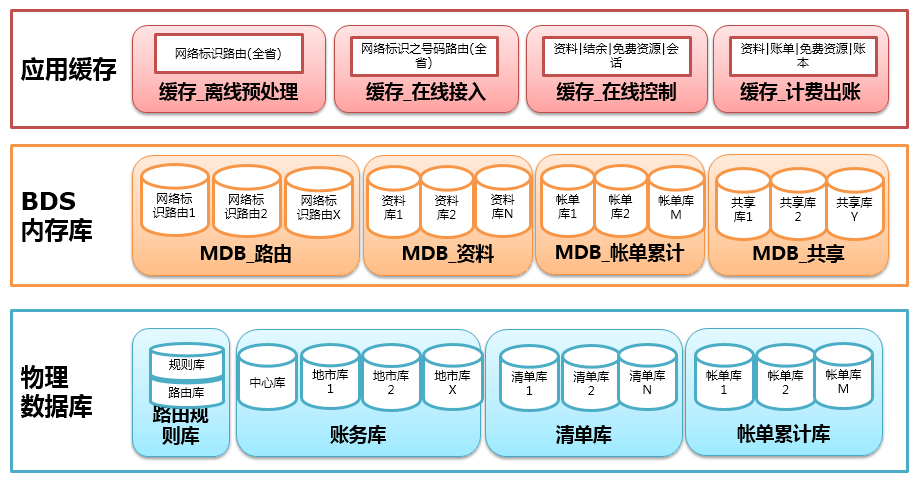 应用缓存
网络标识路由(全省)
缓存_离线预处理
网络标识之号码路由(全
省)
缓存_在线接入
资料|结余|免费资源|会
话
缓存_在线控制
资料|账单|免费资源|账
本
缓存_计费出账
BDS
内存库
网络标
识路由1
网络标
识路由2
网络标
识路由X
MDB_路由
资料
库1
资料
库2
资料
库N
MDB_资料
帐单
库1
帐单
库2
帐单库
M
MDB_帐单累计
共享
库1
共享库
2
共享库
Y
MDB_共享
物理
数据库
规则库
路由库
路由规
则库
中心库
地市库
1
地市库
2
地市库
X
账务库
清单库
1
清单库
2
清单库
N
清单库
帐单库
1
帐单库
2
帐单库
M
帐单累计库